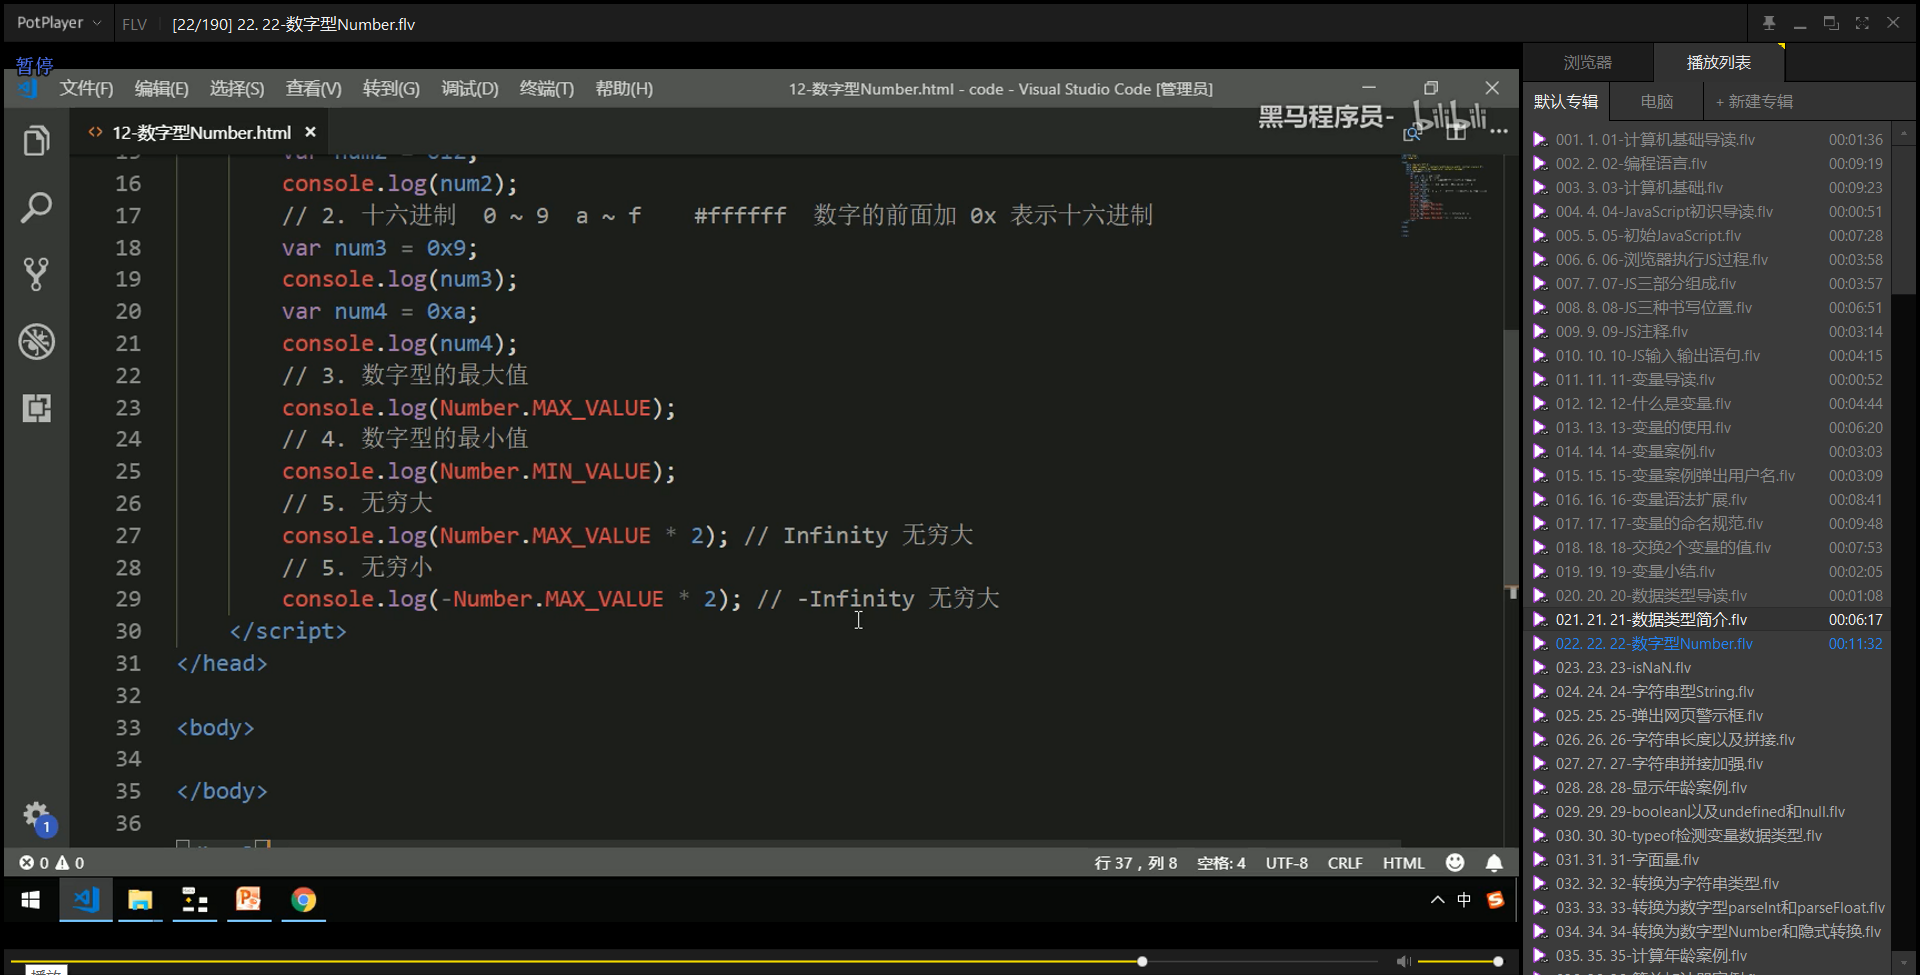 PotPlayer
FLV
[22/190] 22. 22-数字型Number.flv
暂停
文件(F) 编辑(E) 选择(S) 查看(V) 转到(G) 调试(D) 终端(T) 帮助(H)
12-数字型Number.html - code - Visual Studio Code [管理员]
12-数字型Number.html
黑马程序员- bilibili
16 console.log(num2);
17 // 2. 十六进制 0 ~ 9 a ~ f #ffffff 数字的前面加 0x 表示十六进制
18 var num3 = 0x9;
19 console.log(num3);
20 var num4 = 0xa;
21 console.log(num4);
22 // 3. 数字型的最大值
23 console.log(Number.MAX_VALUE);
24 // 4. 数字型的最小值
25 console.log(Number.MIN_VALUE);
26 // 5. 无穷大
27 console.log(Number.MAX_VALUE * 2); // Infinity 无穷大
28 // 5. 无穷小
29 console.log(-Number.MAX_VALUE * 2); // -Infinity 无穷大
30 </script>
31 </head>
32
33 <body>
34
35 </body>
36
1
0 0
行 37，列 8 空格: 4 UTF-8 CRLF HTML
中
播放
浏览器 播放列表
默认专辑 电脑 + 新建专辑
001. 1. 01-计算机基础导读.flv 00:01:36
002. 2. 02-编程语言.flv 00:09:19
003. 3. 03-计算机基础.flv 00:09:23
004. 4. 04-JavaScript初识导读.flv 00:00:51
005. 5. 05-初始JavaScript.flv 00:07:28
006. 6. 06-浏览器执行JS过程.flv 00:03:58
007. 7. 07-JS三部分组成.flv 00:03:57
008. 8. 08-JS三种书写位置.flv 00:06:51
009. 9. 09-JS注释.flv 00:03:14
010. 10. 10-JS输入输出语句.flv 00:04:15
011. 11. 11-变量导读.flv 00:00:52
012. 12. 12-什么是变量.flv 00:04:44
013. 13. 13-变量的使用.flv 00:06:20
014. 14. 14-变量案例.flv 00:03:03
015. 15. 15-变量案例弹出用户名.flv 00:03:09
016. 16. 16-变量语法扩展.flv 00:08:41
017. 17. 17-变量的命名规范.flv 00:09:48
018. 18. 18-交换2个变量的值.flv 00:07:53
019. 19. 19-变量小结.flv 00:02:05
020. 20. 20-数据类型导读.flv 00:01:08
021. 21. 21-数据类型简介.flv 00:06:17
022. 22. 22-数字型Number.flv 00:11:32
023. 23. 23-isNaN.flv
024. 24. 24-字符串型String.flv
025. 25. 25-弹出网页警示框.flv
026. 26. 26-字符串长度以及拼接.flv
027. 27. 27-字符串拼接加强.flv
028. 28. 28-显示年龄案例.flv
029. 29. 29-boolean以及undefined和null.flv
030. 30. 30-typeof检测变量数据类型.flv
031. 31. 31-字面量.flv
032. 32. 32-转换为字符串类型.flv
033. 33. 33-转换为数字型parseInt和parseFloat.flv
034. 34. 34-转换为数字型Number和隐式转换.flv
035. 35. 35-计算年龄案例.flv